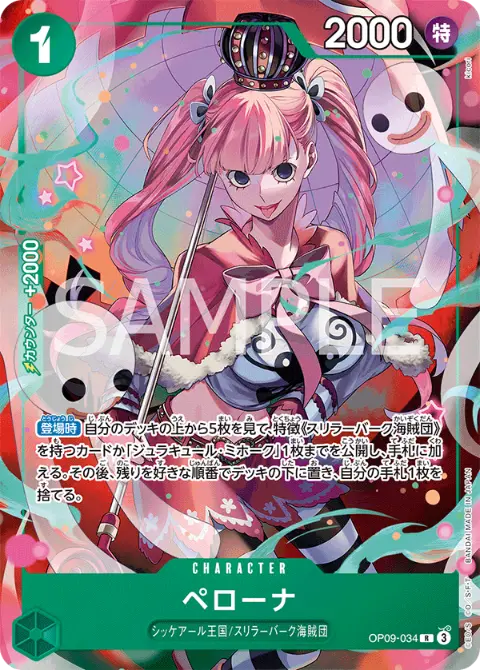 1
2000
特
kitori
カウンター +2000
SAMPLE
登場時 自分のデッキの上から5枚を見て、特徴《スリラーバーク海賊団》
を持つカードか「ジュラキュール・ミホーク」1枚までを公開し、手札に加
える。その後、残りを好きな順番でデッキの下に置き、自分の手札1枚を
捨てる。
CHARACTER
ペローナ
シッケアール王国/スリラーバーク海賊団
OP09-034 R 3
BANDAI MADE IN JAPAN